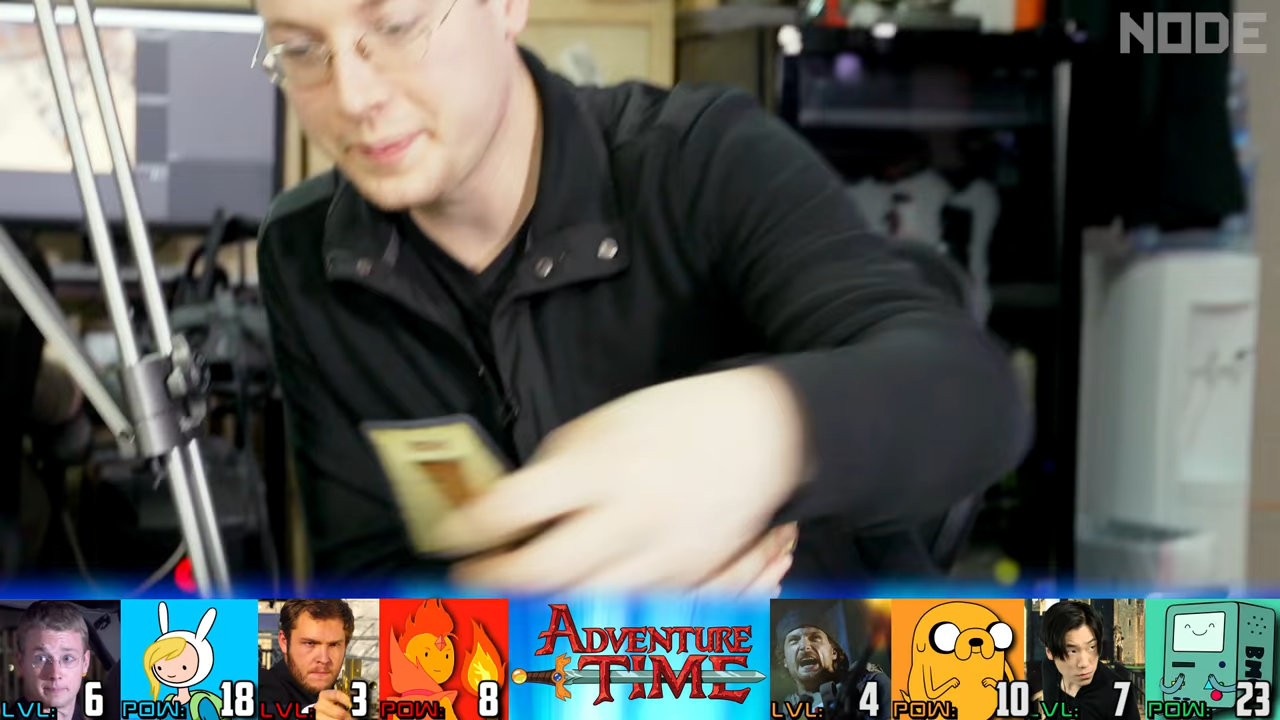 NODE
ADVENTURE
TIME
LVL: 6
POW: 18
LVL: 3
POW: 8
LVL: 4
POW: 10
LVL: 7
POW: 23
BM